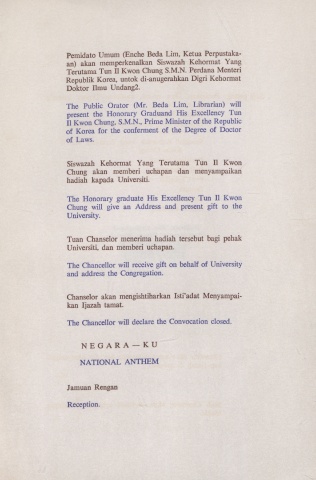 Pemidato Umum (Enche Beda Lim, Ketua Perpustaka-
an) akan memperkenalkan Siswazah Kehormat Yang
Terutama Tun Il Kwon Chung S.M.N. Perdana Menteri
Republik Korea, untok di-anugerahkan Digri Kehormat
Doktor Ilmu Undang2.
The Public Orator (Mr. Beda Lim, Librarian) will
present the Honorary Graduand His Excellency Tun
Il Kwon Chung, S.M.N., Prime Minister of the Republic
of Korea for the conferment of the Degree of Doctor
of Laws.
Siswazah Kehormat Yang Terutama Tun Il Kwon
Chung akan memberi uchapan dan menyampaikan
hadiah kapada Universiti.
The Honorary graduate His Excellency Tun Il Kwon
Chung will give an Address and present gift to the
University.
Tuan Chanselor menerima hadiah tersebut bagi pehak
Universiti, dan memberi uchapan.
The Chancellor will receive gift on behalf of University
and address the Congregation.
Chanselor akan mengishtiharkan Isti'adat Menyampai-
kan Ijazah tamat.
The Chancellor will declare the Convocation closed.
NEGARA — KU
NATIONAL ANTHEM
Jamuan Rengan
Reception.